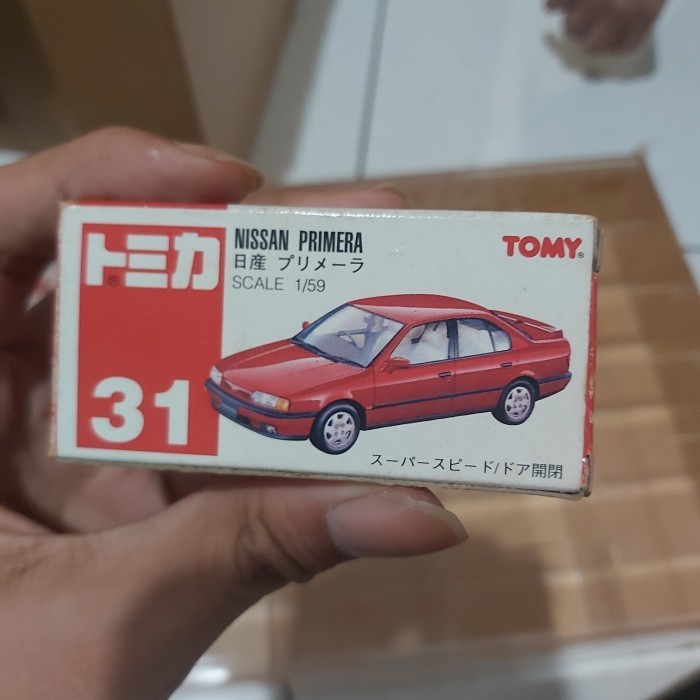 トミカ®
31
NISSAN PRIMERA
日産 プリメーラ
SCALE 1/59
TOMY®
スーパースピード/ドア開閉